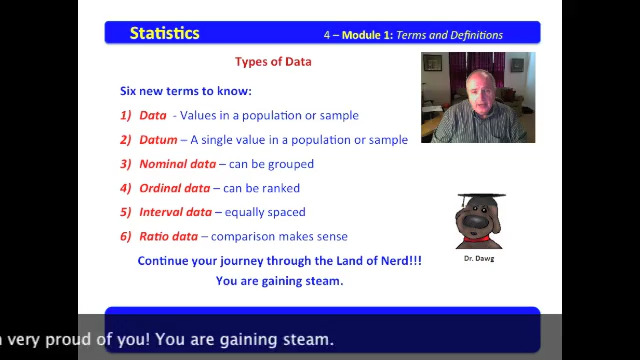 Statistics
4 – Module 1: Terms and Definitions
Types of Data
Six new terms to know:
1) Data - Values in a population or sample
2) Datum – A single value in a population or sample
3) Nominal data – can be grouped
4) Ordinal data – can be ranked
5) Interval data – equally spaced
6) Ratio data – comparison makes sense
Dr. Dawg
Continue your journey through the Land of Nerd!!!
You are gaining steam.
very proud of you! You are gaining steam.